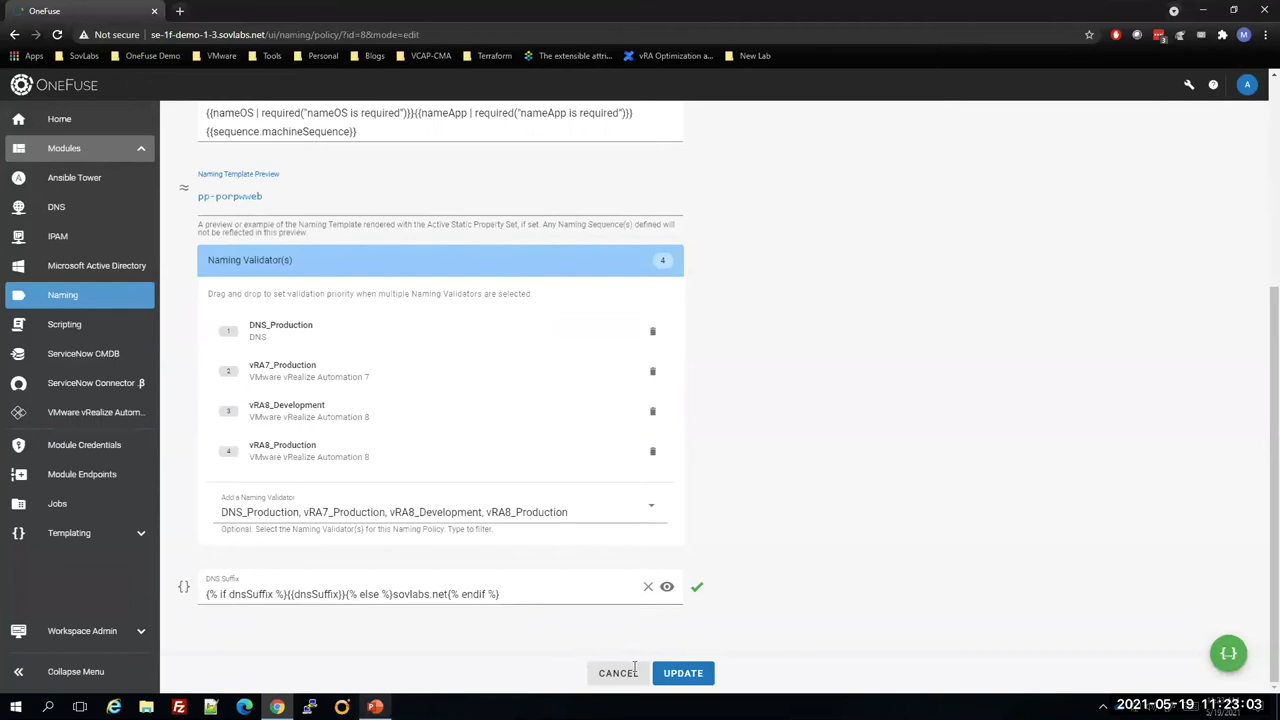 OneFuse
Not secure
se-1f-demo-1-3.sovlabs.net/ui/naming/policy/?id=8&mode=edit
Apps
SovLabs
OneFuse Demo
VMware
Tools
Personal
Blogs
VCAP-CMA
Terraform
The extensible attri...
vRA Optimization a...
New Lab
ONEFUSE
A
Home
Modules
Ansible Tower
DNS
IPAM
Microsoft Active Directory
Naming
Scripting
ServiceNow CMDB
ServiceNow Connector .β
VMware vRealize Autom...
Module Credentials
Module Endpoints
Jobs
Templating
Workspace Admin
Collapse Menu
{{nameOS | required("nameOS is required")}}{{nameApp | required("nameApp is required")}}
{{sequence.machineSequence}}
Naming Template Preview
pp-porpwweb
A preview or example of the Naming Template rendered with the Active Static Property Set, if set. Any Naming Sequence(s) defined will
not be reflected in this preview.
Naming Validator(s)
4
Drag and drop to set validation priority when multiple Naming Validators are selected.
1
DNS_Production
DNS
2
vRA7_Production
VMware vRealize Automation 7
3
vRA8_Development
VMware vRealize Automation 8
4
vRA8_Production
VMware vRealize Automation 8
Add a Naming Validator
DNS_Production, vRA7_Production, vRA8_Development, vRA8_Production
Optional. Select the Naming Validator(s) for this Naming Policy. Type to filter.
DNS Suffix
{% if dnsSuffix %}{{dnsSuffix}}{% else %}sovlabs.net{% endif %}
CANCEL
UPDATE
2021-05-19 11:23:03
5/19/2021